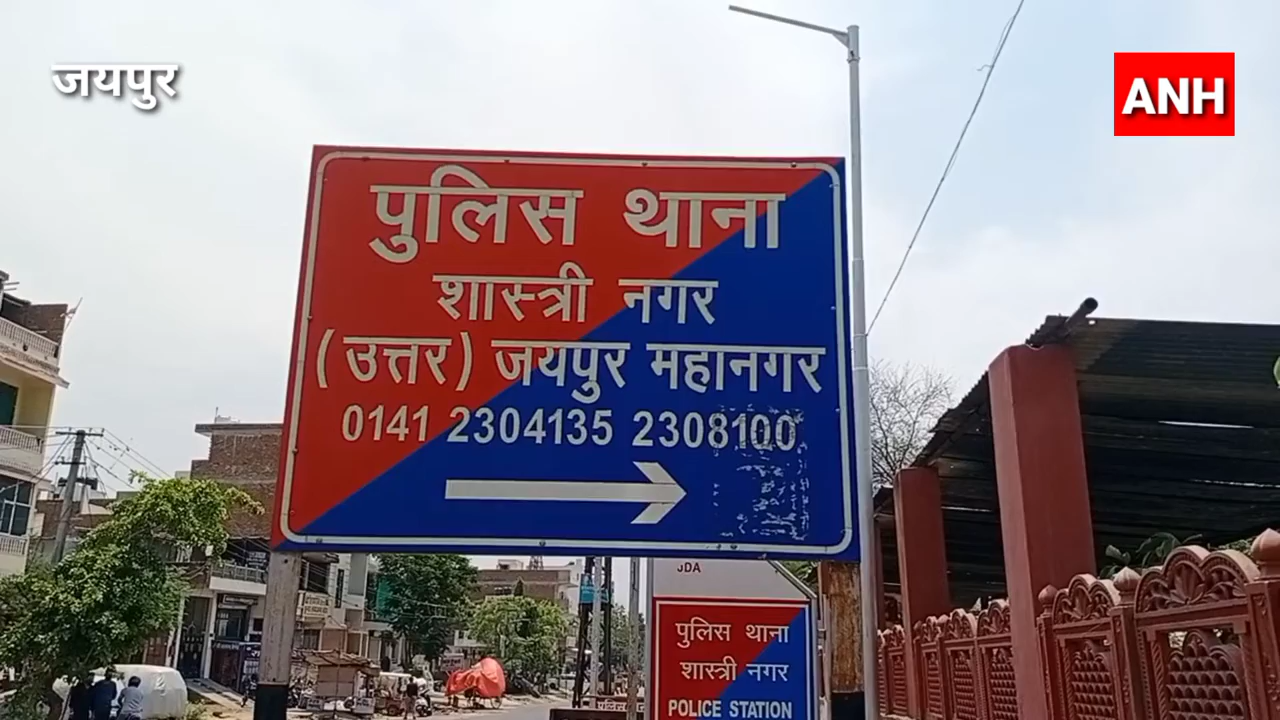 जयपुर
ANH
पुलिस थाना
शास्त्री नगर
(उत्तर) जयपुर महानगर
0141 2304135 2308100
JDA
पुलिस थाना
शास्त्री नगर
POLICE STATION